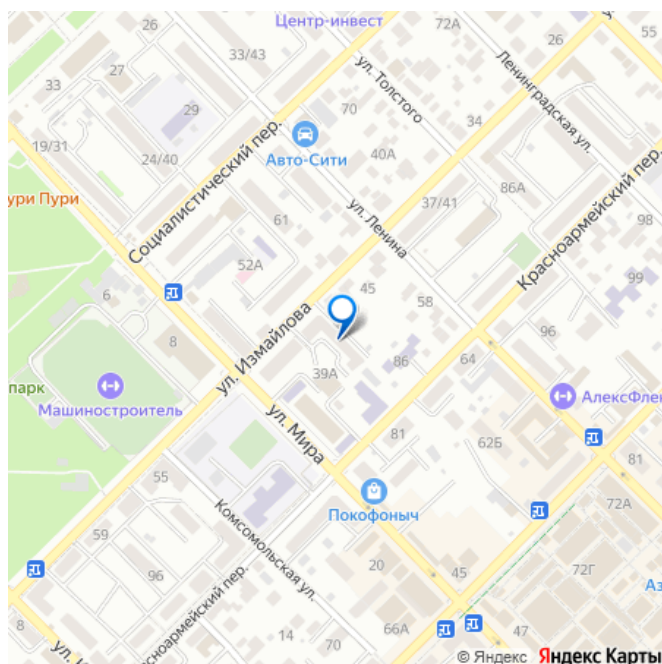 26
Центр-инвест
72А
26
55
33/43
27
33
ул. Толстого
Ленинградская ул.
29
70
34
19/31
Авто-Сити
24/40
40А
Социалистический пер.
86А
ури Пури
ул. Ленина
37/41
98
61
52А
Красноармейский пер.
99
6
45
58
8
ул. Измайлова
96
86
64
39А
парк
Машиностроитель
АлексФле
ул. Мира
81
62Б
81
55
Комсомольская ул.
Покофоныч
72А
59
20
45
72Г
96
Аз
расноармейский пер.
8
14
66А
47
70
© Яндекс Яндекс Карты